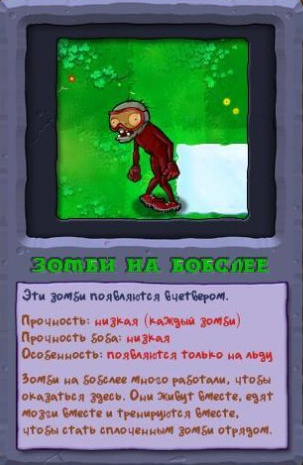 ЗОМБИ НА БОБСЛЕЕ
Эти зомби появляются вчетвером.
Прочность: низкая (каждый зомби)
Прочность боба: низкая
Особенность: появляются только на льду
Зомби на бобслее много работали, чтобы
оказаться здесь. Они живут вместе, едят
мозги вместе и тренируются вместе,
чтобы стать сплоченным зомби отрядом.